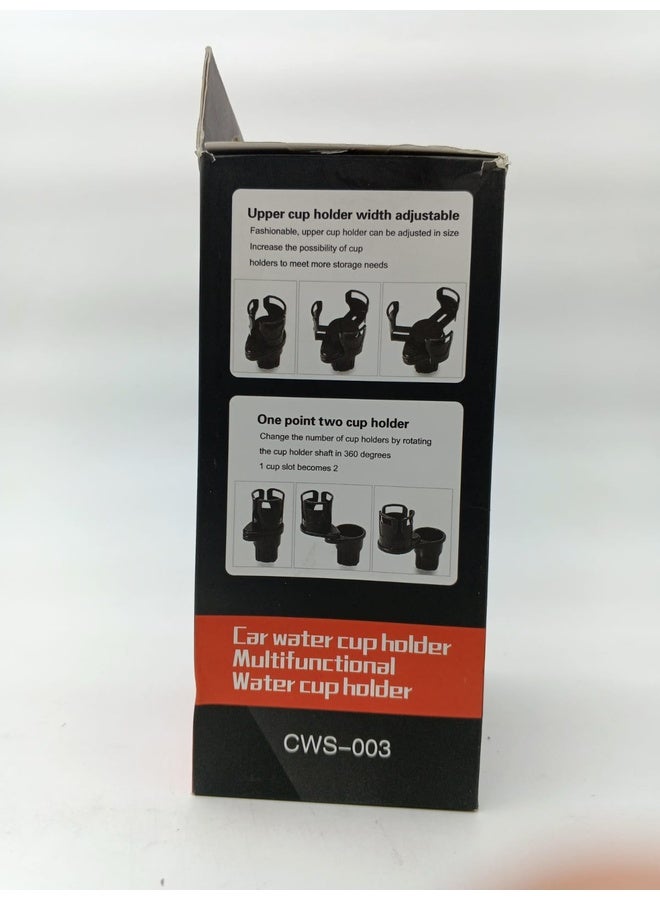 Upper cup holder width adjustable
Fashionable, upper cup holder can be adjusted in size
Increase the possibility of cup
holders to meet more storage needs
One point two cup holder
Change the number of cup holders by rotating
the cup holder shaft in 360 degrees
1 cup slot becomes 2
Car water cup holder
Multifunctional
Water cup holder
CWS-003